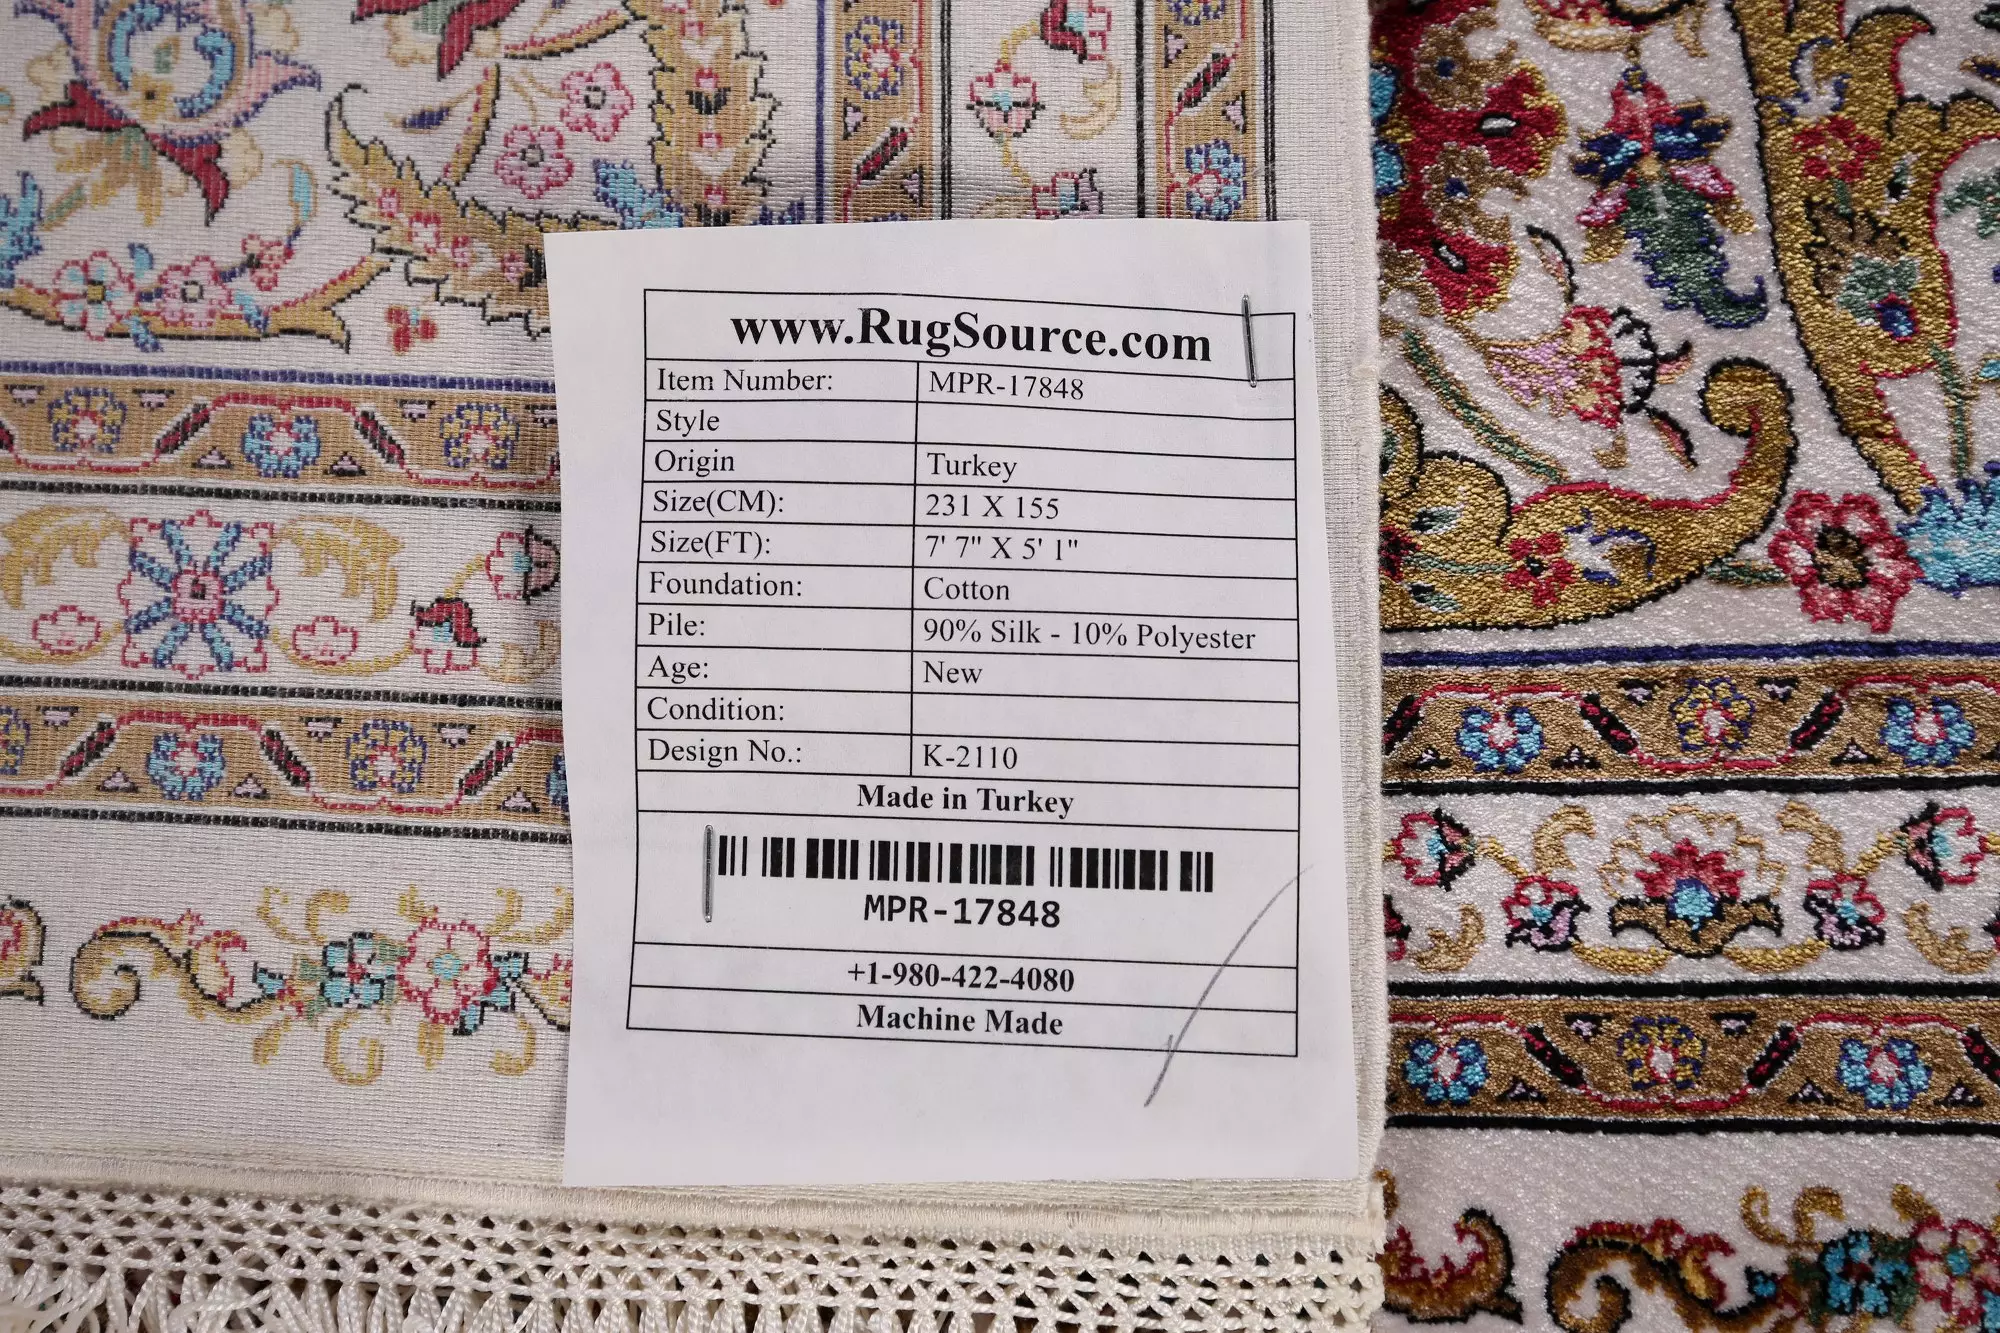 www.RugSource.com
Item Number: MPR-17848
Style
Origin Turkey
Size(CM): 231 X 155
Size(FT): 7' 7" X 5' 1"
Foundation: Cotton
Pile: 90% Silk - 10% Polyester
Age: New
Condition:
Design No.: K-2110
Made in Turkey
MPR-17848
+1-980-422-4080
Machine Made